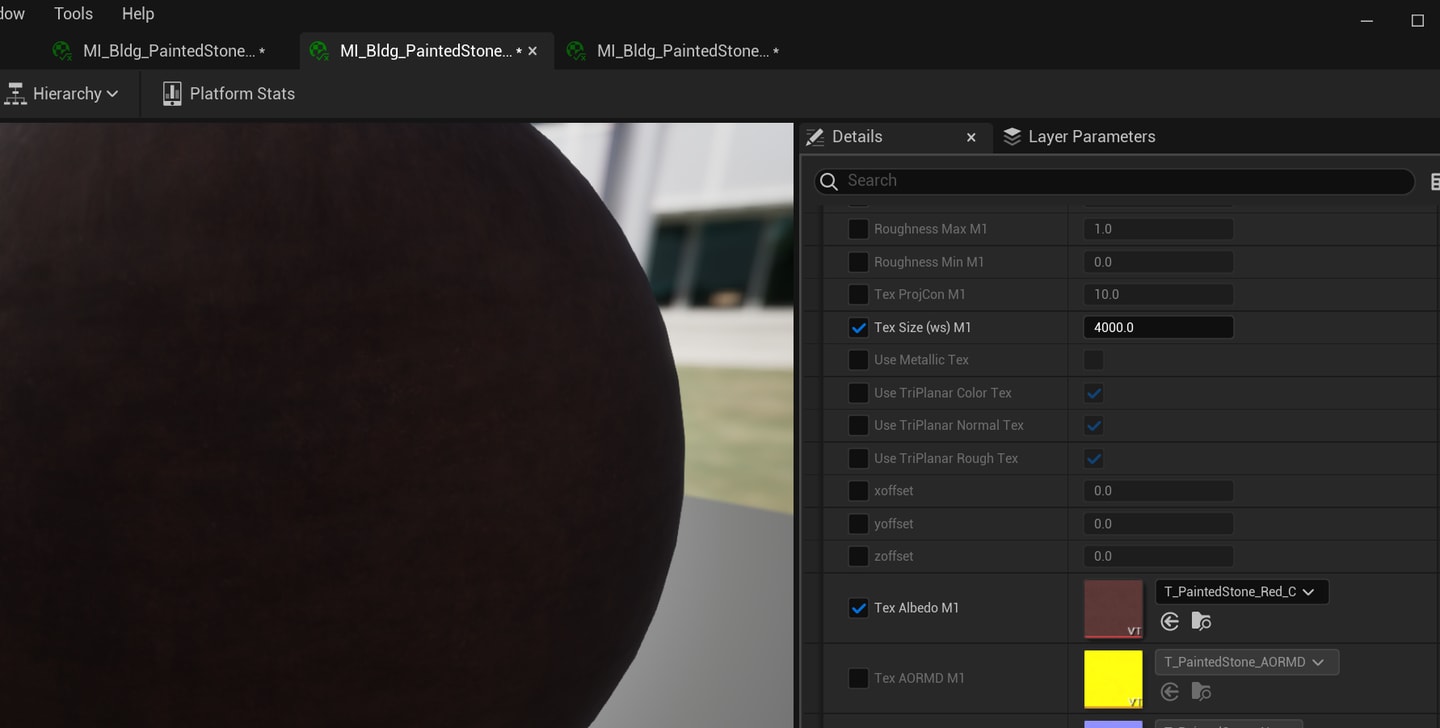 dow Tools Help
MI_Bldg_PaintedStone... * MI_Bldg_PaintedStone... * MI_Bldg_PaintedStone... *
Hierarchy Platform Stats
Details Layer Parameters
Search
Roughness Max M1 1.0
Roughness Min M1 0.0
Tex ProjCon M1 10.0
Tex Size (ws) M1 4000.0
Use Metallic Tex
Use TriPlanar Color Tex
Use TriPlanar Normal Tex
Use TriPlanar Rough Tex
xoffset 0.0
yoffset 0.0
zoffset 0.0
T_PaintedStone_Red_C
Tex Albedo M1
VT
T_PaintedStone_AORMD
Tex AORMD M1
VT